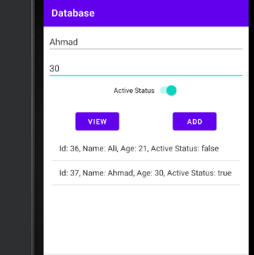 Database
Ahmad
30
Active Status
VIEW ADD
Id: 36, Name: Ali, Age: 21, Active Status: false
Id: 37, Name: Ahmad, Age: 30, Active Status: true